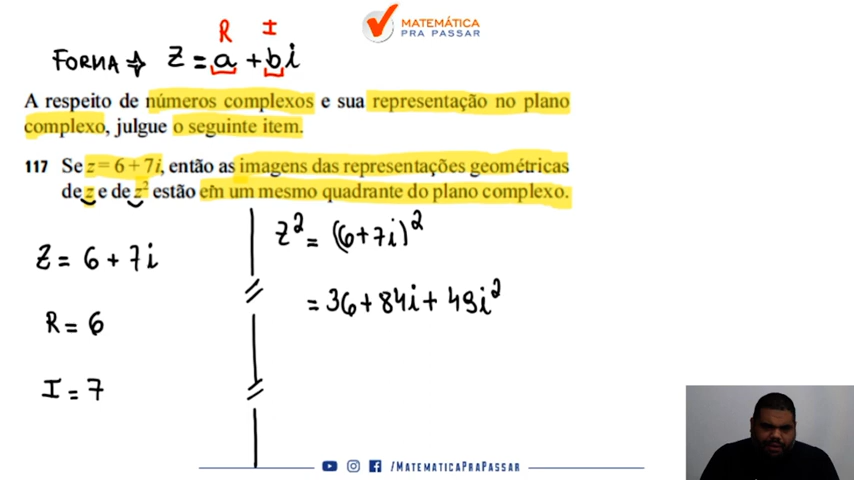 MATEMÁTICA
PRA PASSAR
R I
FORMA → Z = a + bi
A respeito de números complexos e sua representação no plano
complexo, julgue o seguinte item.
117 Se z = 6 + 7i, então as imagens das representações geométricas
de z e de z² estão em um mesmo quadrante do plano complexo.
Z = 6 + 7i
R = 6
I = 7
Z² = (6+7i)²
= 36 + 84i + 49i²
/MATEMATICAPRAPASSAR